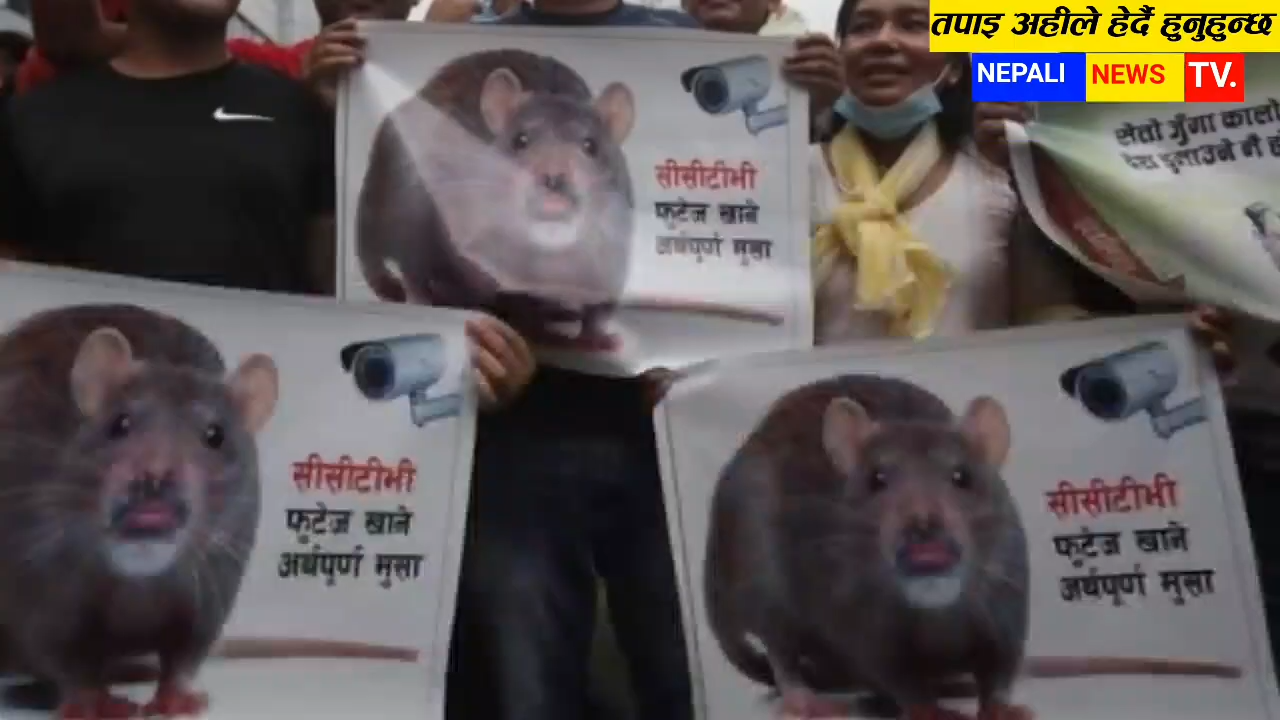 तपाइ अहीले हेर्दै हुनुहुन्छ
NEPALI NEWS TV.
सेतो जुँगा कालो
सीसीटीभी
फुटेज खाने
अर्थपूर्ण मुसा
सीसीटीभी
फुटेज खाने
अर्थपूर्ण मुसा
सीसीटीभी
फुटेज खाने
अर्थपूर्ण मुसा